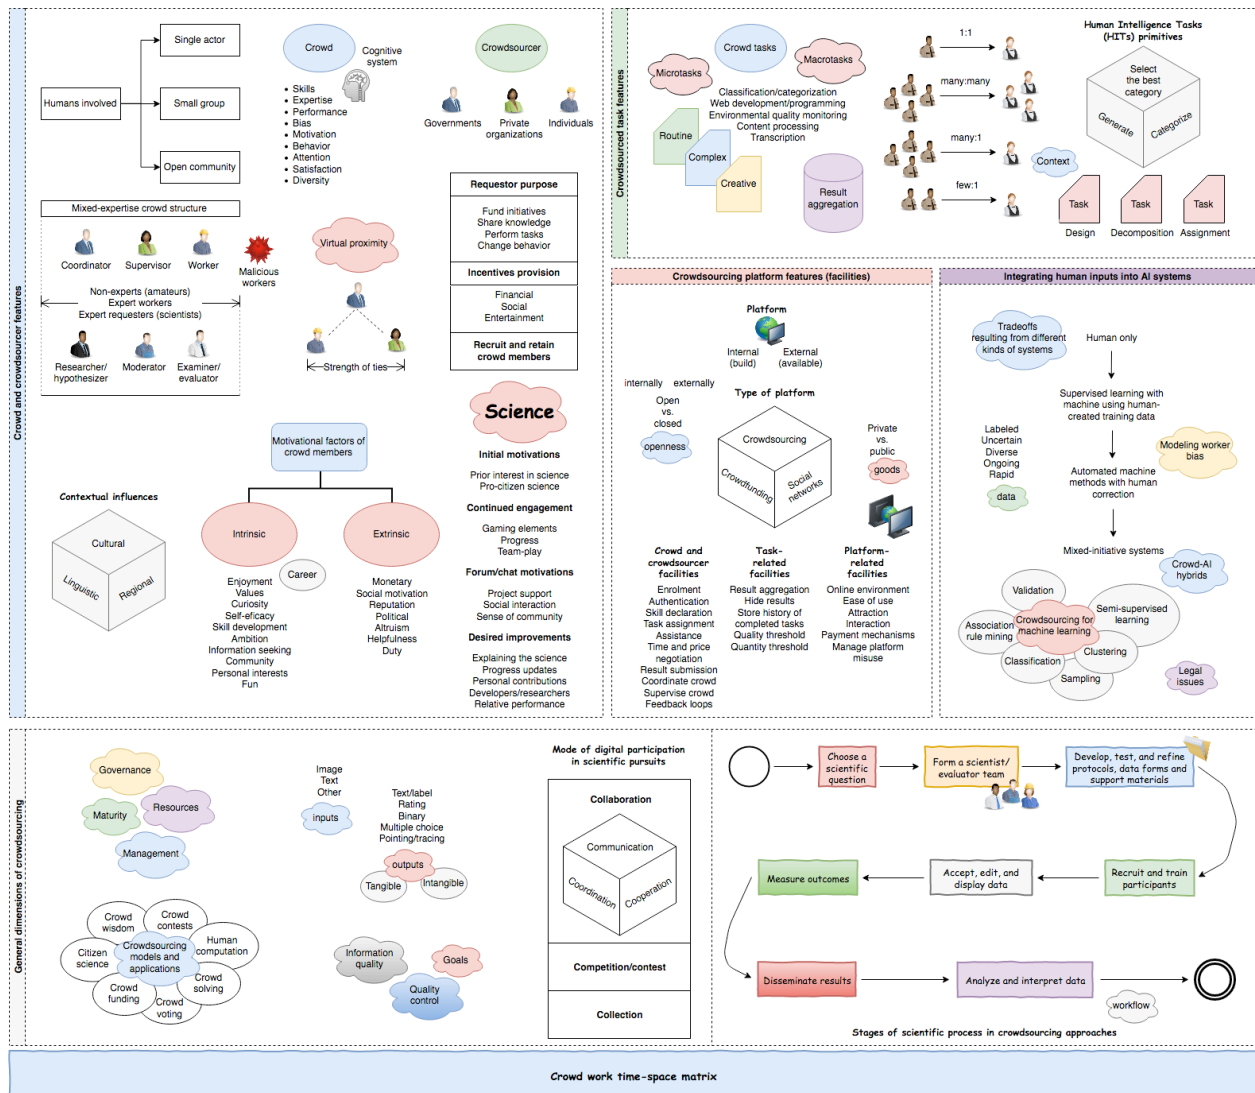 Crowd and crowdsourcer features
Humans involved
Single actor
Small group
Open community
Crowd
Cognitive
system
Skills
Expertise
Performance
Bias
Motivation
Behavior
Attention
Satisfaction
Diversity
Crowdsourcer
Governments
Private
organizations
Individuals
Mixed-expertise crowd structure
Coordinator
Supervisor
Worker
Malicious
workers
Non-experts (amateurs)
Expert workers
Expert requesters (scientists)
Researcher/
hypothesizer
Moderator
Examiner/
evaluator
Virtual proximity
Strength of ties
Requestor purpose
Fund initiatives
Share knowledge
Perform tasks
Change behavior
Incentives provision
Financial
Social
Entertainment
Recruit and retain
crowd members
Science
Initial motivations
Prior interest in science
Pro-citizen science
Continued engagement
Gaming elements
Progress
Team-play
Forum/chat motivations
Project support
Social interaction
Sense of community
Desired improvements
Explaining the science
Progress updates
Personal contributions
Developers/researchers
Relative performance
Motivational factors of
crowd members
Intrinsic
Extrinsic
Career
Enjoyment
Values
Curiosity
Self-eficacy
Skill development
Ambition
Information seeking
Community
Personal interests
Fun
Monetary
Social motivation
Reputation
Political
Altruism
Helpfulness
Duty
Contextual influences
Cultural
Linguistic
Regional
Crowdsourced task features
Crowd tasks
Microtasks
Macrotasks
Classification/categorization
Web development/programming
Environmental quality monitoring
Content processing
Transcription
Routine
Complex
Creative
Result
aggregation
1:1
many:many
many:1
few:1
Context
Human Intelligence Tasks
(HITs) primitives
Select
the best
category
Generate
Categorize
Task
Task
Task
Design
Decomposition
Assignment
Crowdsourcing platform features (facilities)
Platform
Internal
(build)
External
(available)
internally
externally
Open
vs.
closed
openness
Type of platform
Crowdsourcing
Crowdfunding
Social
networks
Private
vs.
public
goods
Crowd and
crowdsourcer
facilities
Enrolment
Authentication
Skill declaration
Task assignment
Assistance
Time and price
negotiation
Result submission
Coordinate crowd
Supervise crowd
Feedback loops
Task-
related
facilities
Result aggregation
Hide results
Store history of
completed tasks
Quality threshold
Quantity threshold
Platform-
related
facilities
Online environment
Ease of use
Attraction
Interaction
Payment mechanisms
Manage platform
misuse
Integrating human inputs into AI systems
Tradeoffs
resulting from different
kinds of systems
Human only
Supervised learning with
machine using human-
created training data
Labeled
Uncertain
Diverse
Ongoing
Rapid
data
Modeling worker
bias
Automated machine
methods with human
correction
Mixed-initiative systems
Crowd-AI
hybrids
Validation
Semi-supervised
learning
Association
rule mining
Crowdsourcing for
machine learning
Classification
Clustering
Sampling
Legal
issues
General dimensions of crowdsourcing
Governance
Maturity
Resources
Management
Crowd
wisdom
Crowd
contests
Citizen
science
Crowdsourcing
models and
applications
Human
computation
Crowd
funding
Crowd
voting
Crowd
solving
Image
Text
Other
inputs
Text/label
Rating
Binary
Multiple choice
Pointing/tracing
outputs
Tangible
Intangible
Information
quality
Goals
Quality
control
Mode of digital participation
in scientific pursuits
Collaboration
Communication
Coordination
Cooperation
Competition/contest
Collection
Choose a
scientific
question
Form a scientist/
evaluator team
Develop, test, and refine
protocols, data forms and
support materials
Measure outcomes
Accept, edit, and
display data
Recruit and train
participants
Disseminate results
Analyze and interpret data
workflow
Stages of scientific process in crowdsourcing approaches
Crowd work time-space matrix